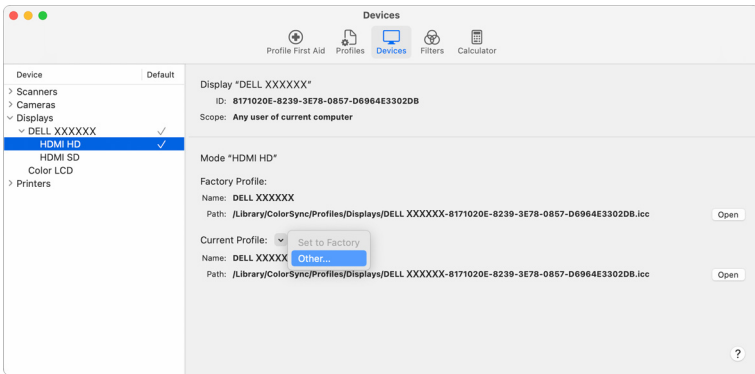 Devices
Profile First Aid Profiles Devices Filters Calculator
Device Default
Scanners
Cameras
Displays
DELL XXXXXX
HDMI HD
HDMI SD
Color LCD
Printers
Display “DELL XXXXXX”
ID: 8171020E-8239-3E78-0857-D6964E3302DB
Scope: Any user of current computer
Mode “HDMI HD”
Factory Profile:
Name: DELL XXXXXX
Path: /Library/ColorSync/Profiles/Displays/DELL XXXXXX-8171020E-8239-3E78-0857-D6964E3302DB.icc Open
Current Profile: Set to Factory
Name: DELL XXXXX Other...
Path: /Library/ColorSync/Profiles/Displays/DELL XXXXXX-8171020E-8239-3E78-0857-D6964E3302DB.icc Open
?